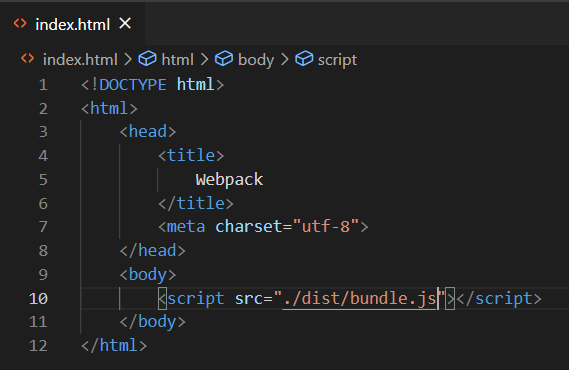 index.html
index.html > html > body > script
1 <!DOCTYPE html>
2 <html>
3     <head>
4         <title>
5             Webpack
6         </title>
7         <meta charset="utf-8">
8     </head>
9     <body>
10         <script src="./dist/bundle.js"></script>
11     </body>
12 </html>